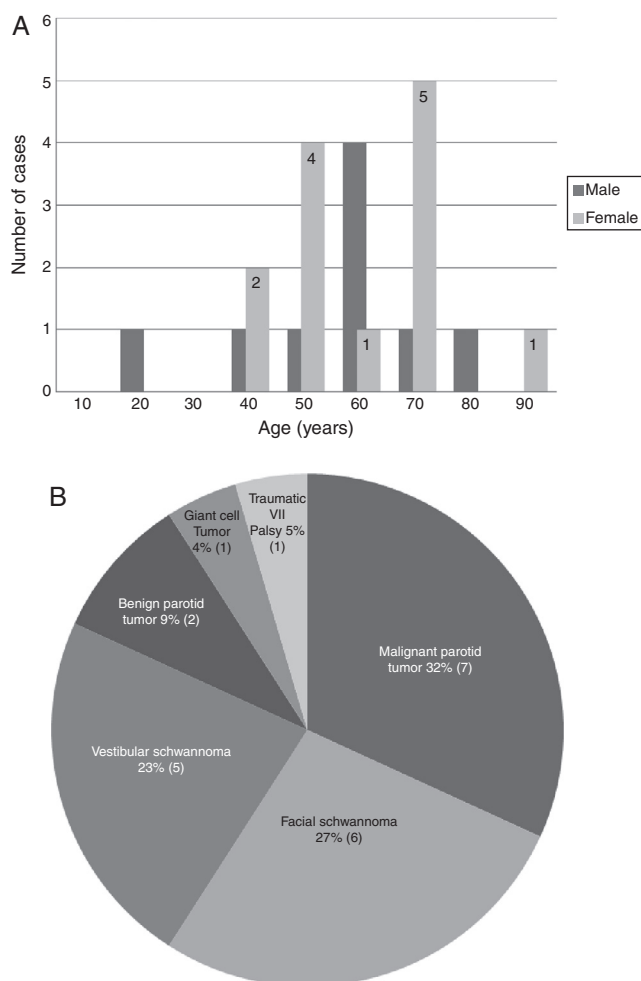 A
6
5
4
3
2
1
0
Number of cases
2
4
1
5
1
10 20 30 40 50 60 70 80 90
Age (years)
Male
Female
B
Traumatic
VII
Palsy 5%
(1)
Giant cell
Tumor
4% (1)
Benign parotid
tumor 9% (2)
Malignant parotid
tumor 32% (7)
Vestibular schwannoma
23% (5)
Facial schwannoma
27% (6)